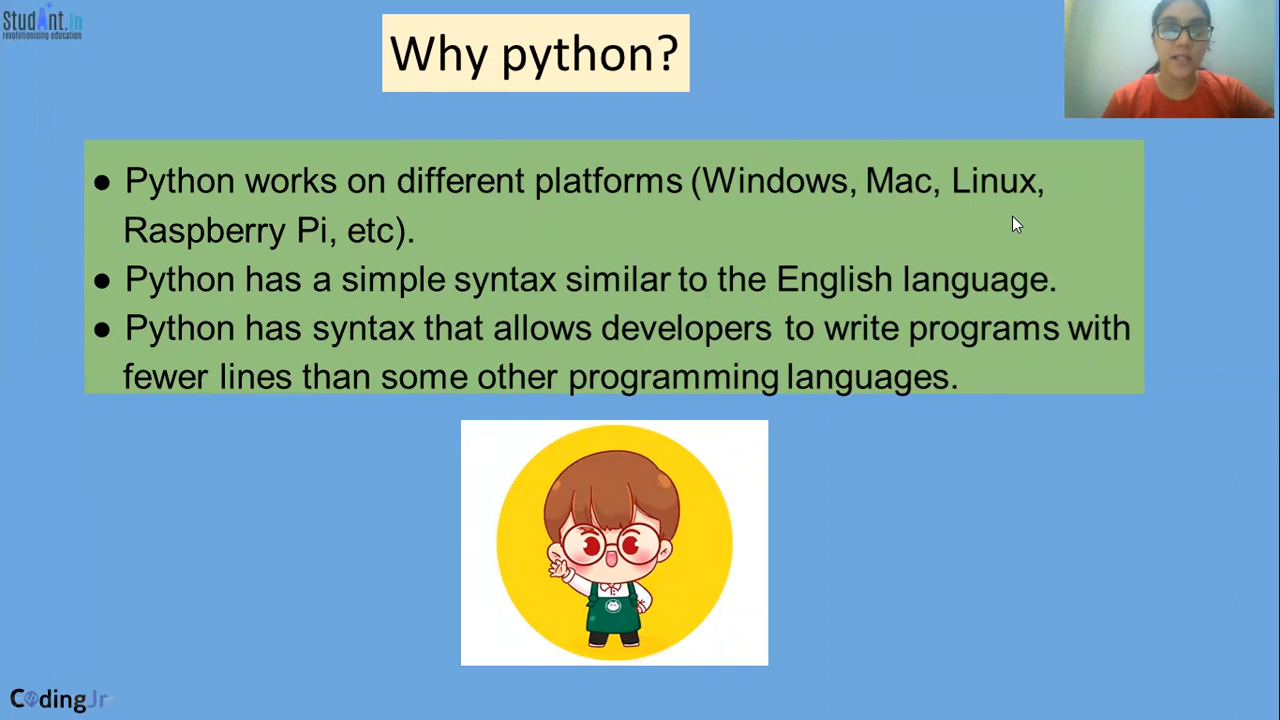 StudAnt.in
revolutionising education
Why python?
● Python works on different platforms (Windows, Mac, Linux,
Raspberry Pi, etc).
● Python has a simple syntax similar to the English language.
● Python has syntax that allows developers to write programs with
fewer lines than some other programming languages.
CodingJr